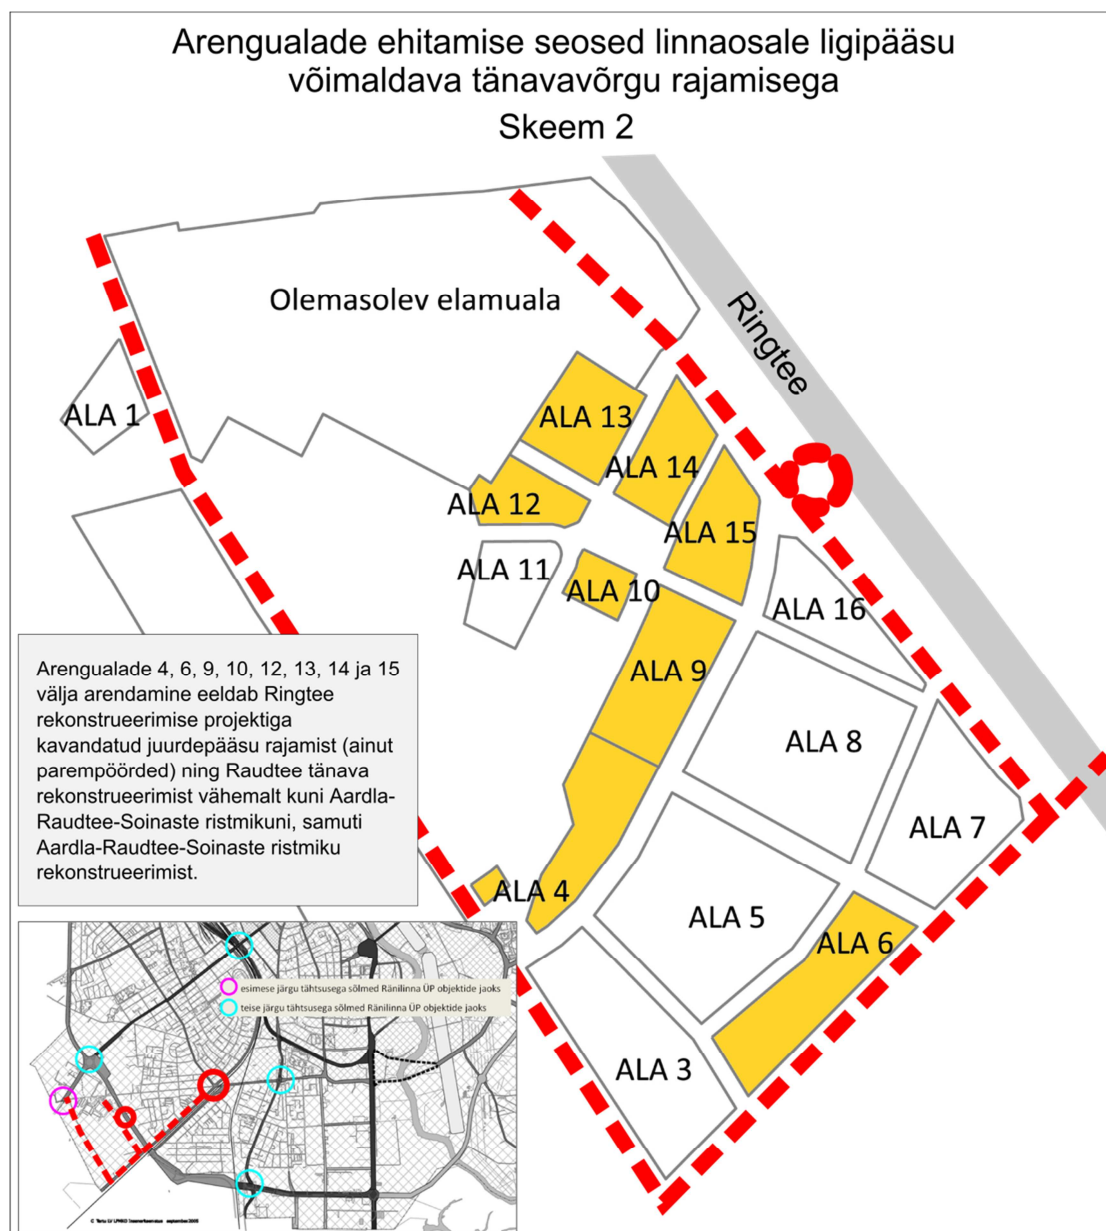 Arengualade ehitamise seosed linnaosale ligipääsu
võimaldava tänavavõrgu rajamisega
Skeem 2
Ringtee
Olemasolev elamuala
ALA 1
ALA 13
ALA 14
ALA 12
ALA 15
ALA 11
ALA 10
ALA 16
ALA 9
ALA 8
ALA 7
ALA 4
ALA 5
ALA 6
ALA 3
Arengualade 4, 6, 9, 10, 12, 13, 14 ja 15
välja arendamine eeldab Ringtee
rekonstrueerimise projektiga
kavandatud juurdepääsu rajamist (ainut
parempöörded) ning Raudtee tänava
rekonstrueerimist vähemalt kuni Aardla-
Raudtee-Soinaste ristmikuni, samuti
Aardla-Raudtee-Soinaste ristmiku
rekonstrueerimist.
esimese järgu tähtsusega sõlmed Ränilinna ÜP objektide jaoks
teise järgu tähtsusega sõlmed Ränilinna ÜP objektide jaoks